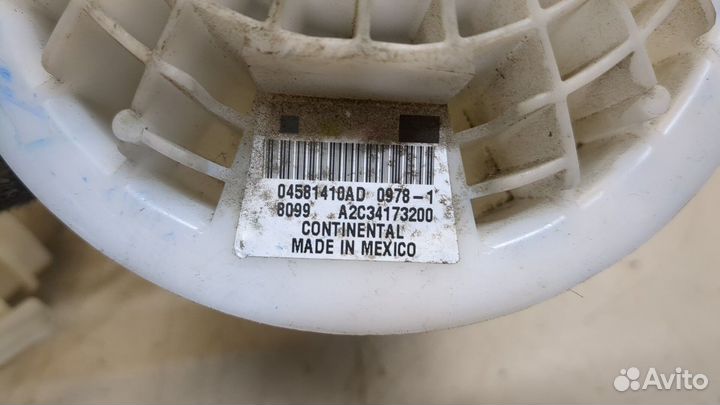 04581410AD 0978-1
8099 A2C34173200
CONTINENTAL
MADE IN MEXICO
Avito